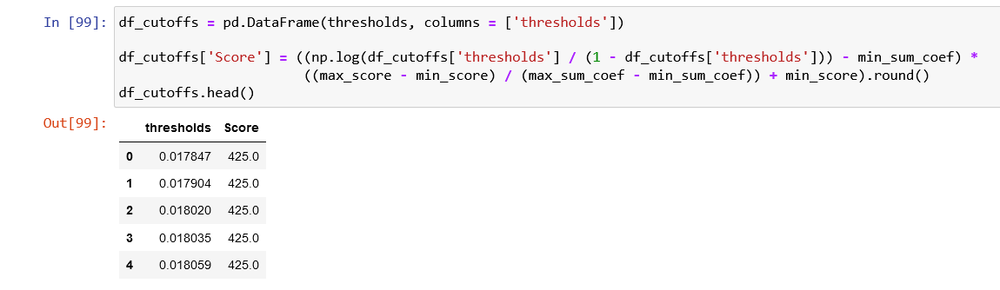 In [99]: df_cutoffs = pd.DataFrame(thresholds, columns = ['thresholds'])
df_cutoffs['Score'] = ((np.log(df_cutoffs['thresholds'] / (1 - df_cutoffs['thresholds'])) - min_sum_coef) *
((max_score - min_score) / (max_sum_coef - min_sum_coef)) + min_score).round()
df_cutoffs.head()
Out[99]:
thresholds Score
0 0.017847 425.0
1 0.017904 425.0
2 0.018020 425.0
3 0.018035 425.0
4 0.018059 425.0